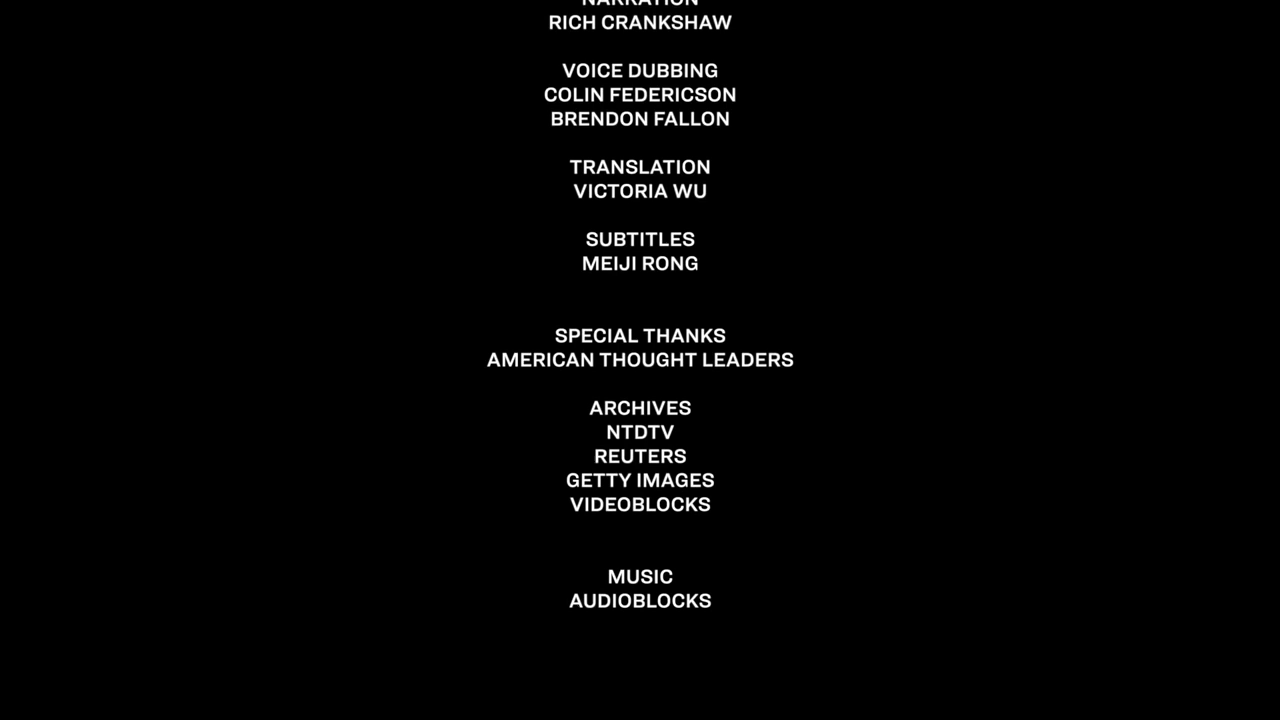 NARRATION
RICH CRANKSHAW
VOICE DUBBING
COLIN FEDERICSON
BRENDON FALLON
TRANSLATION
VICTORIA WU
SUBTITLES
MEIJI RONG
SPECIAL THANKS
AMERICAN THOUGHT LEADERS
ARCHIVES
NTDTV
REUTERS
GETTY IMAGES
VIDEOBLOCKS
MUSIC
AUDIOBLOCKS